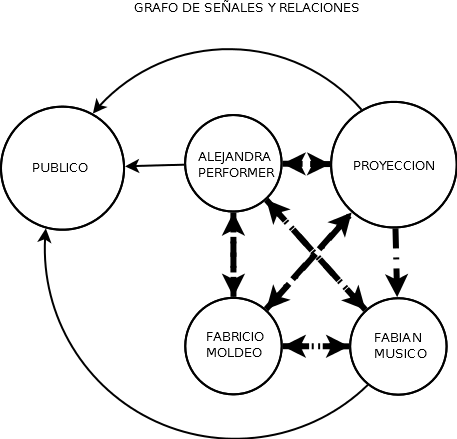 GRAFO DE SEÑALES Y RELACIONES
PUBLICO
ALEJANDRA
PERFORMER
PROYECCION
FABRICIO
MOLDEO
FABIAN
MUSICO